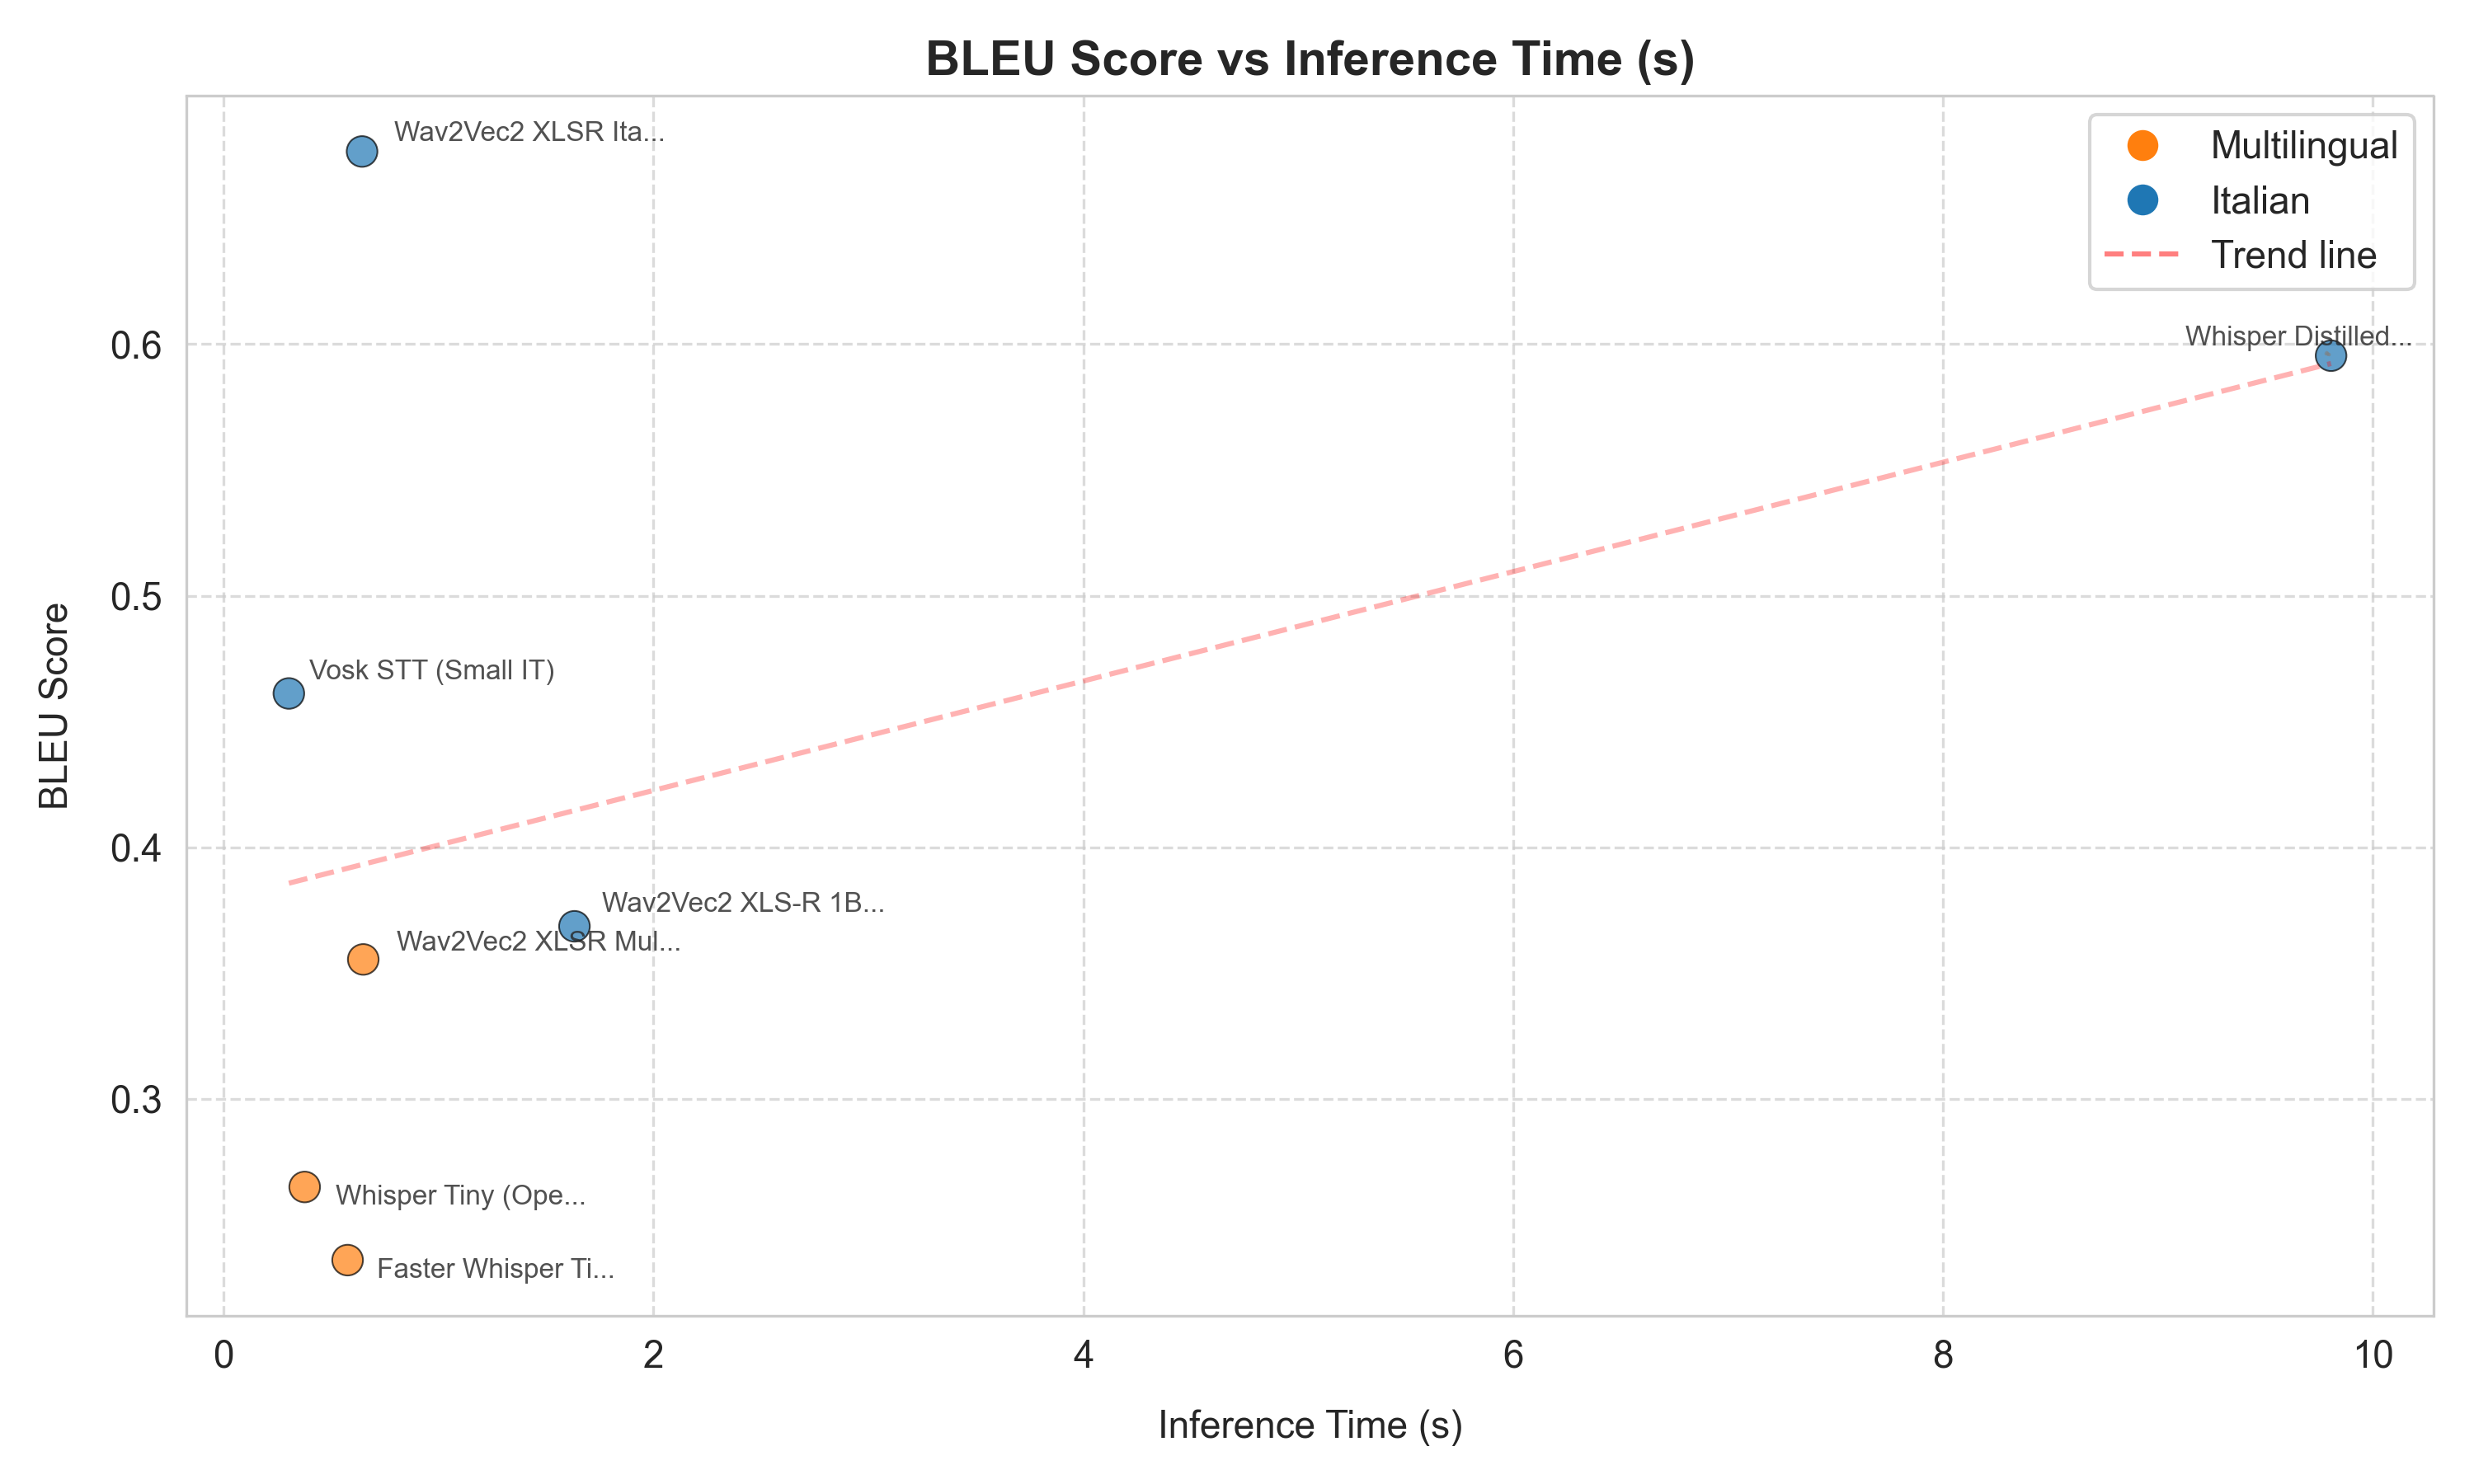 BLEU Score vs Inference Time (s)
Wav2Vec2 XLSR Ita...
Multilingual
Italian
Trend line
Whisper Distilled...
0.6
0.5
Vosk STT (Small IT)
BLEU Score
0.4
Wav2Vec2 XLS-R 1B...
Wav2Vec2 XLSR Mul...
0.3
Whisper Tiny (Ope...
Faster Whisper Ti...
0
2
4
6
8
10
Inference Time (s)